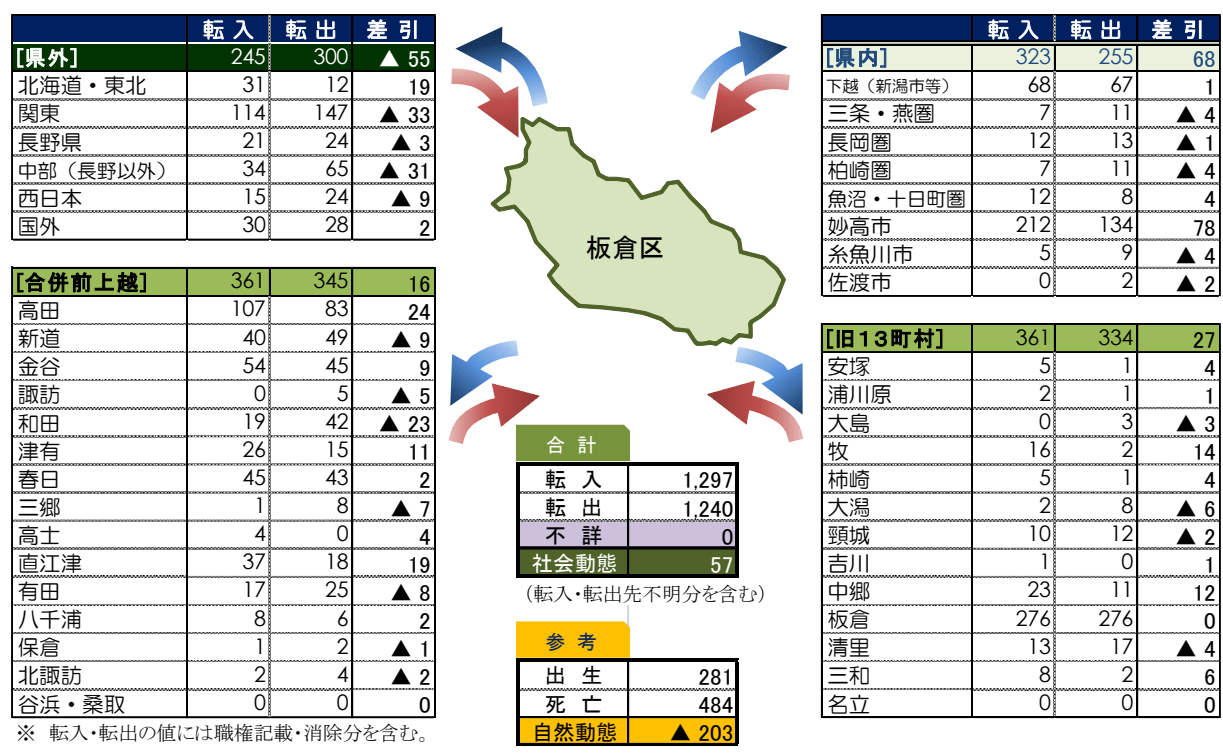 転 入 転 出 差 引
[県外] 245 300 ▲ 55
北海道・東北 31 12 19
関東 114 147 ▲ 33
長野県 21 24 ▲ 3
中部（長野以外） 34 65 ▲ 31
西日本 15 24 ▲ 9
国外 30 28 2
[合併前上越] 361 345 16
高田 107 83 24
新道 40 49 ▲ 9
金谷 54 45 9
諏訪 0 5 ▲ 5
和田 19 42 ▲ 23
津有 26 15 11
春日 45 43 2
三郷 1 8 ▲ 7
高士 4 0 4
直江津 37 18 19
有田 17 25 ▲ 8
八千浦 8 6 2
保倉 1 2 ▲ 1
北諏訪 2 4 ▲ 2
谷浜・桑取 0 0 0
※ 転入・転出の値には職権記載・消除分を含む。
板倉区
合 計
転 入 1,297
転 出 1,240
不 詳 0
社会動態 57
（転入・転出先不明分を含む）
参 考
出 生 281
死 亡 484
自然動態 ▲ 203
転 入 転 出 差 引
[県内] 323 255 68
下越（新潟市等） 68 67 1
三条・燕圏 7 11 ▲ 4
長岡圏 12 13 ▲ 1
柏崎圏 7 11 ▲ 4
魚沼・十日町圏 12 8 4
妙高市 212 134 78
糸魚川市 5 9 ▲ 4
佐渡市 0 2 ▲ 2
[旧13町村] 361 334 27
安塚 5 1 4
浦川原 2 1 1
大島 0 3 ▲ 3
牧 16 2 14
柿崎 5 1 4
大潟 2 8 ▲ 6
頸城 10 12 ▲ 2
吉川 1 0 1
中郷 23 11 12
板倉 276 276 0
清里 13 17 ▲ 4
三和 8 2 6
名立 0 0 0